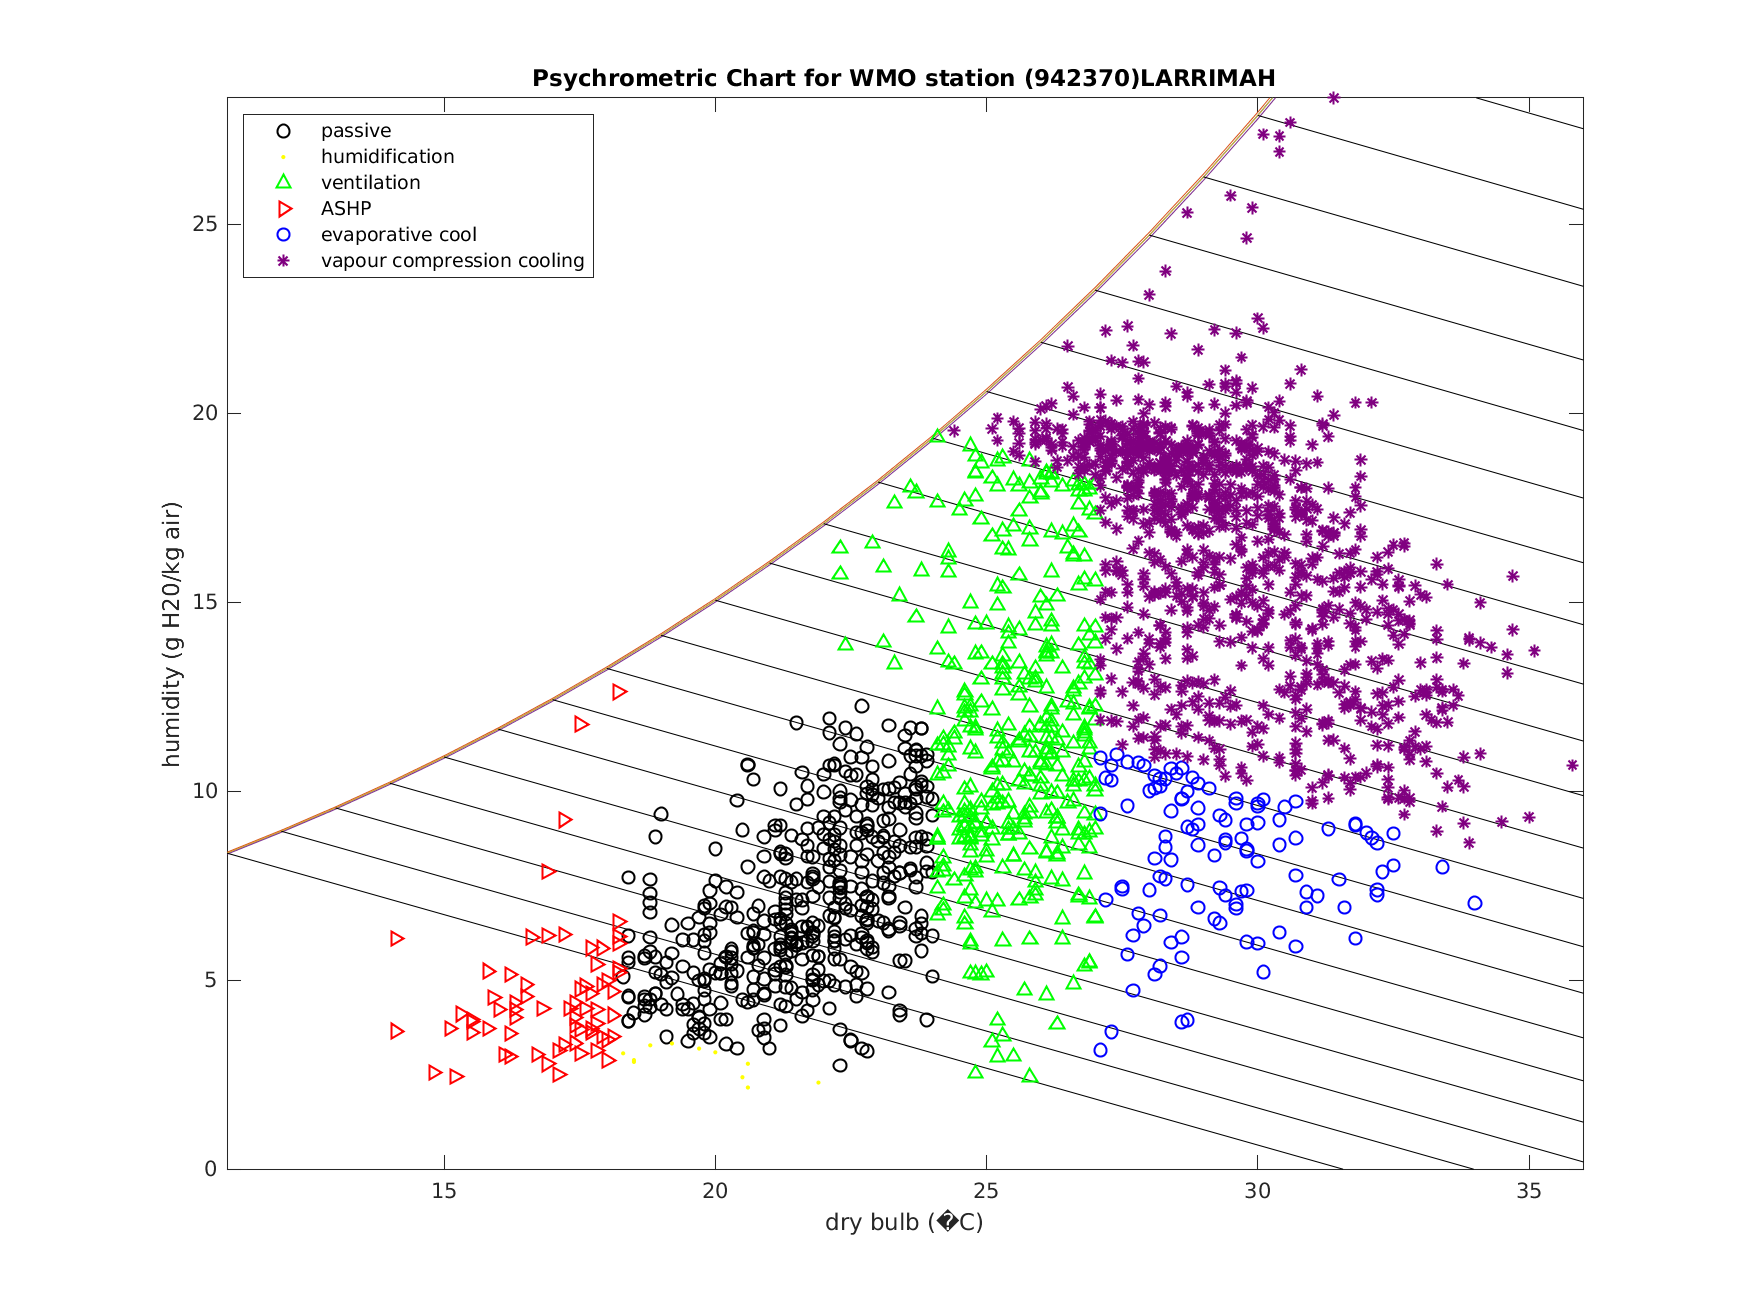 Psychrometric Chart for WMO station (942370)LARRIMAH
passive
humidification
ventilation
ASHP
evaporative cool
vapour compression cooling
humidity (g H20/kg air)
25
20
15
10
5
0
15 20 25 30 35
dry bulb (�C)